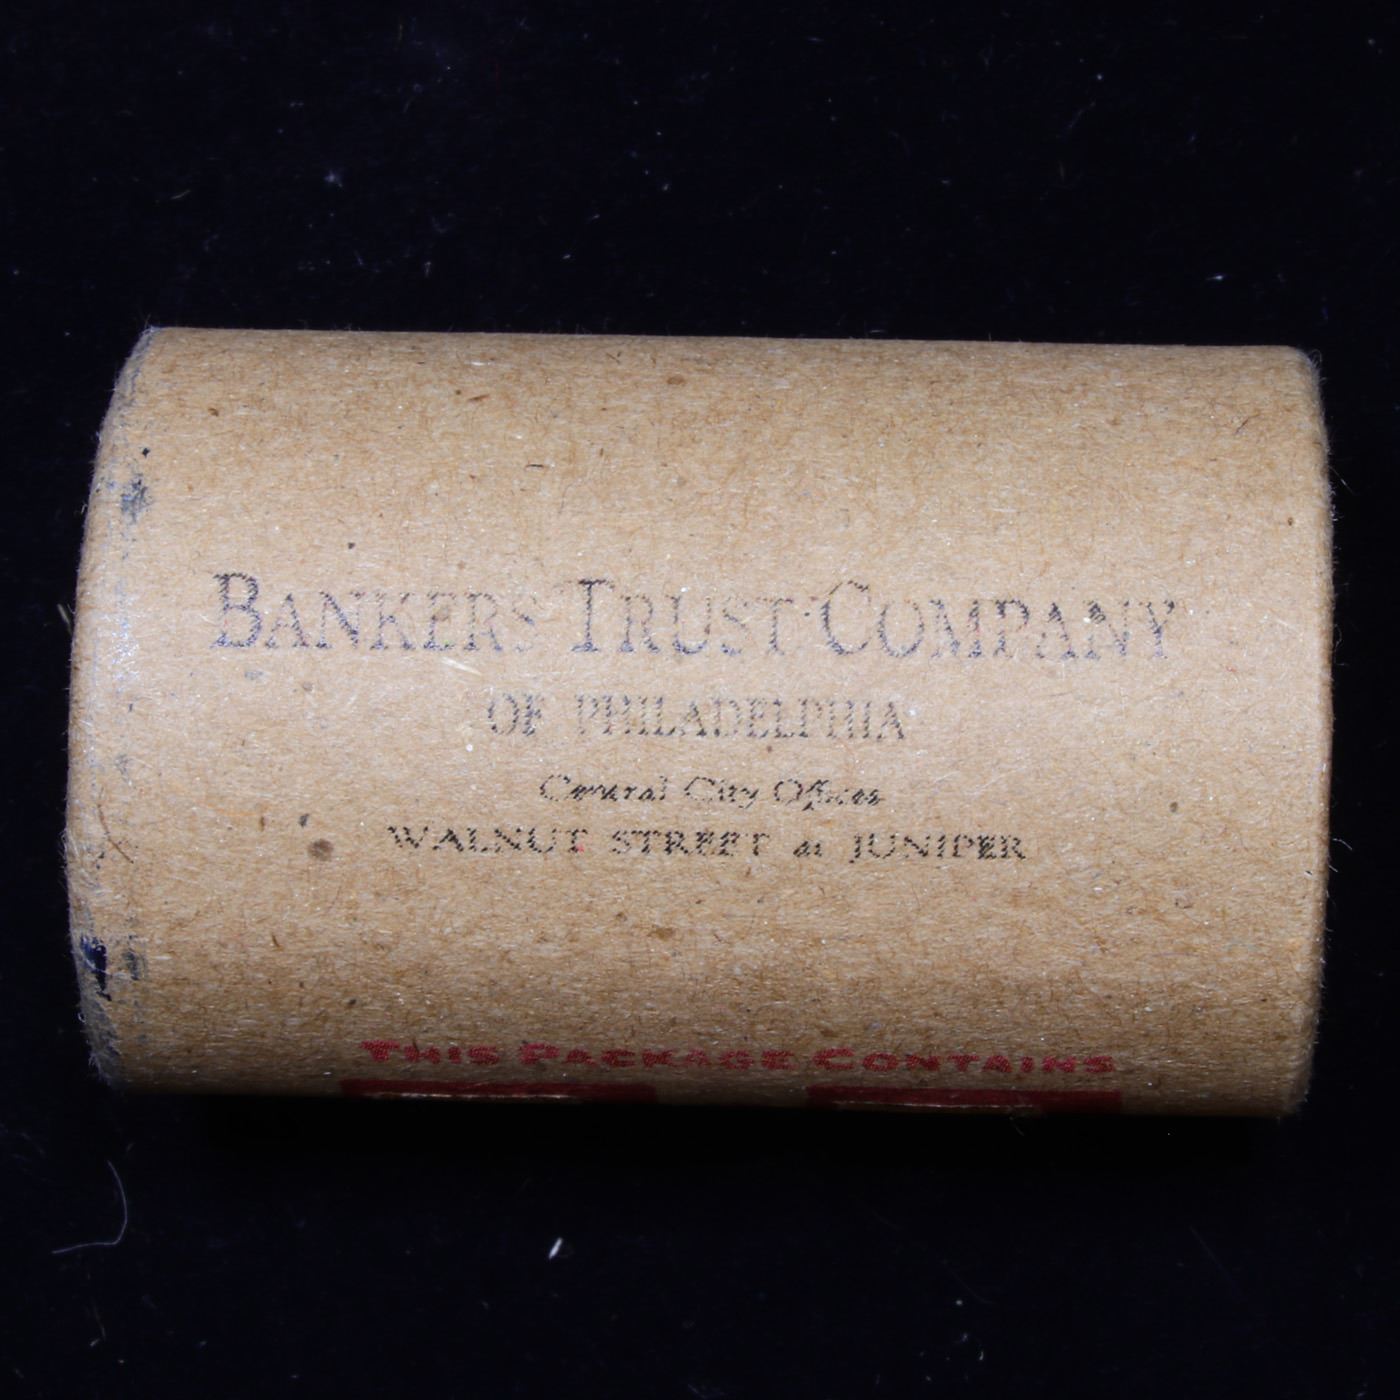 BANKERS TRUST COMPANY
OF PHILADELPHIA
Central City Offices
WALNUT STREET at JUNIPER
THIS PACKAGE CONTAINS